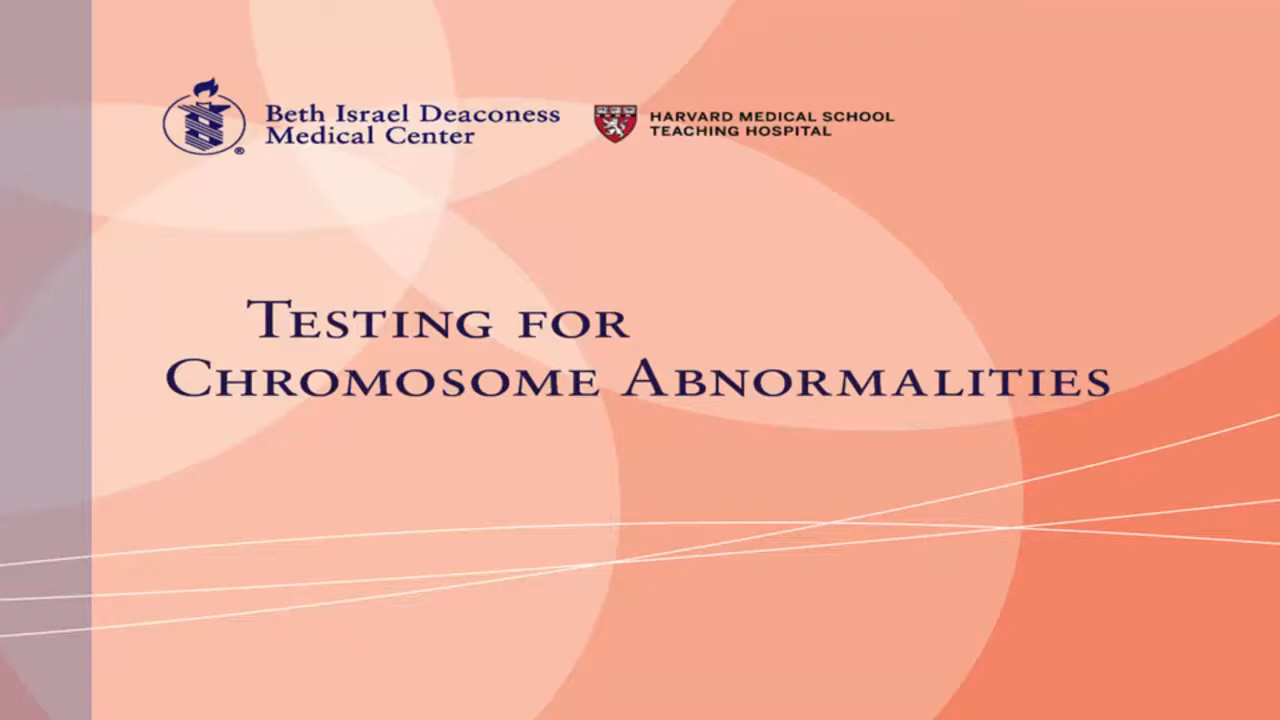 Beth Israel Deaconess
Medical Center
®
HARVARD MEDICAL SCHOOL
TEACHING HOSPITAL
TESTING FOR
CHROMOSOME ABNORMALITIES